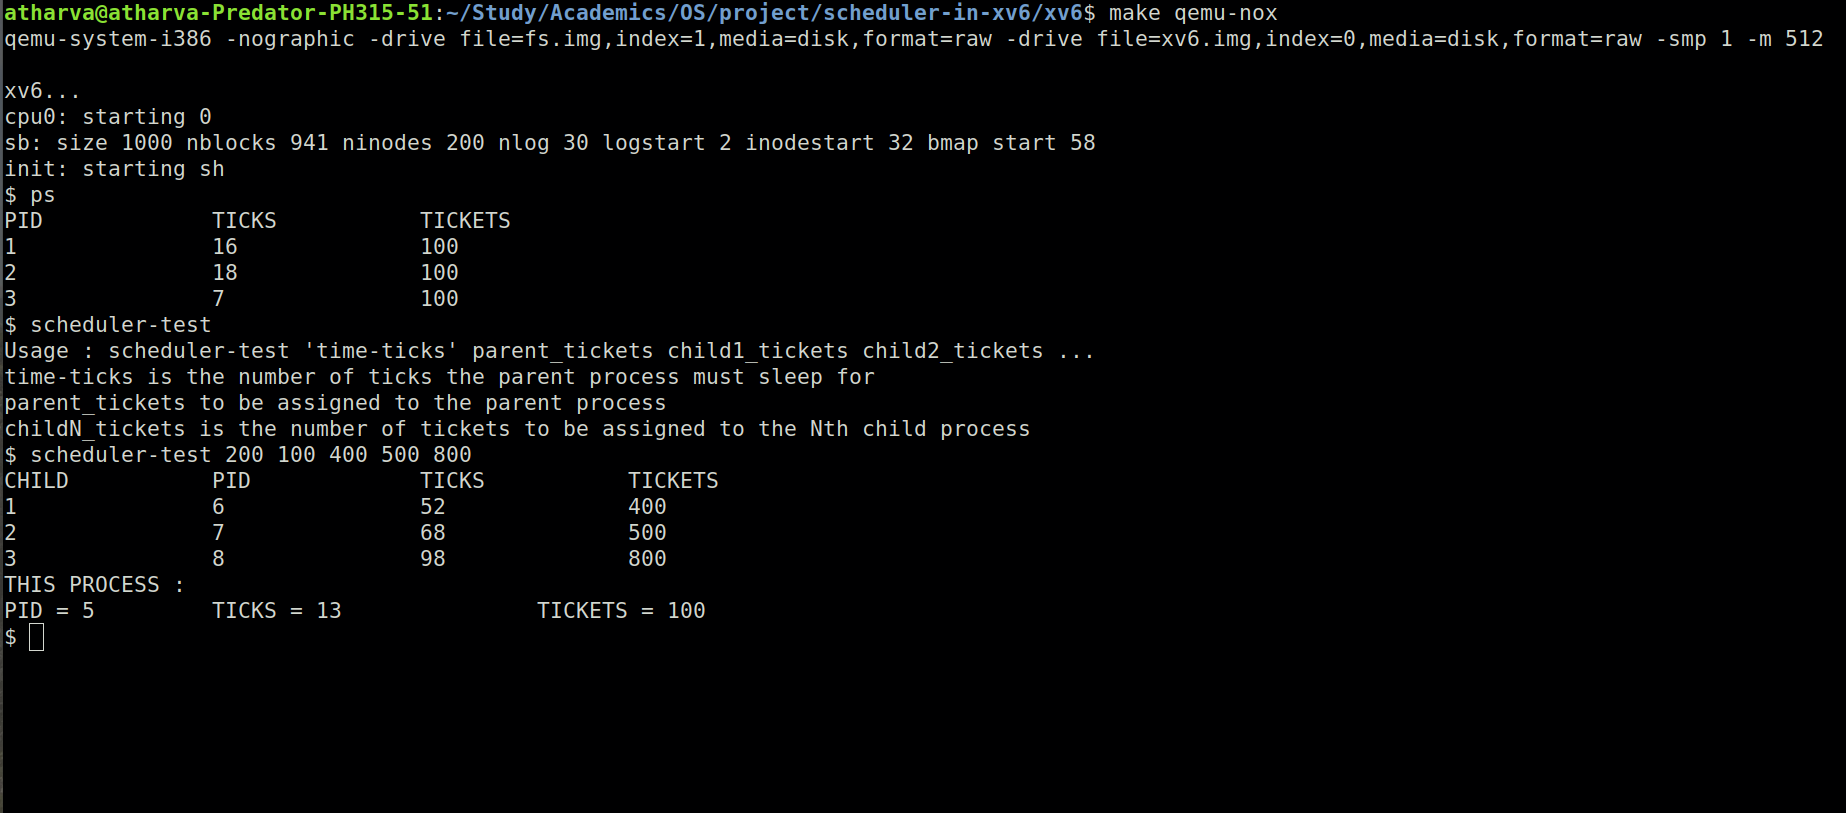 atharva@atharva-Predator-PH315-51:~/Study/Academics/OS/project/scheduler-in-xv6/xv6$ make qemu-nox
qemu-system-i386 -nographic -drive file=fs.img,index=1,media=disk,format=raw -drive file=xv6.img,index=0,media=disk,format=raw -smp 1 -m 512
xv6...
cpu0: starting 0
sb: size 1000 nblocks 941 ninodes 200 nlog 30 logstart 2 inodestart 32 bmap start 58
init: starting sh
$ ps
PID TICKS TICKETS
1 16 100
2 18 100
3 7 100
$ scheduler-test
Usage : scheduler-test 'time-ticks' parent_tickets child1_tickets child2_tickets ...
time-ticks is the number of ticks the parent process must sleep for
parent_tickets to be assigned to the parent process
childN_tickets is the number of tickets to be assigned to the Nth child process
$ scheduler-test 200 100 400 500 800
CHILD PID TICKS TICKETS
1 6 52 400
2 7 68 500
3 8 98 800
THIS PROCESS :
PID = 5 TICKS = 13 TICKETS = 100
$